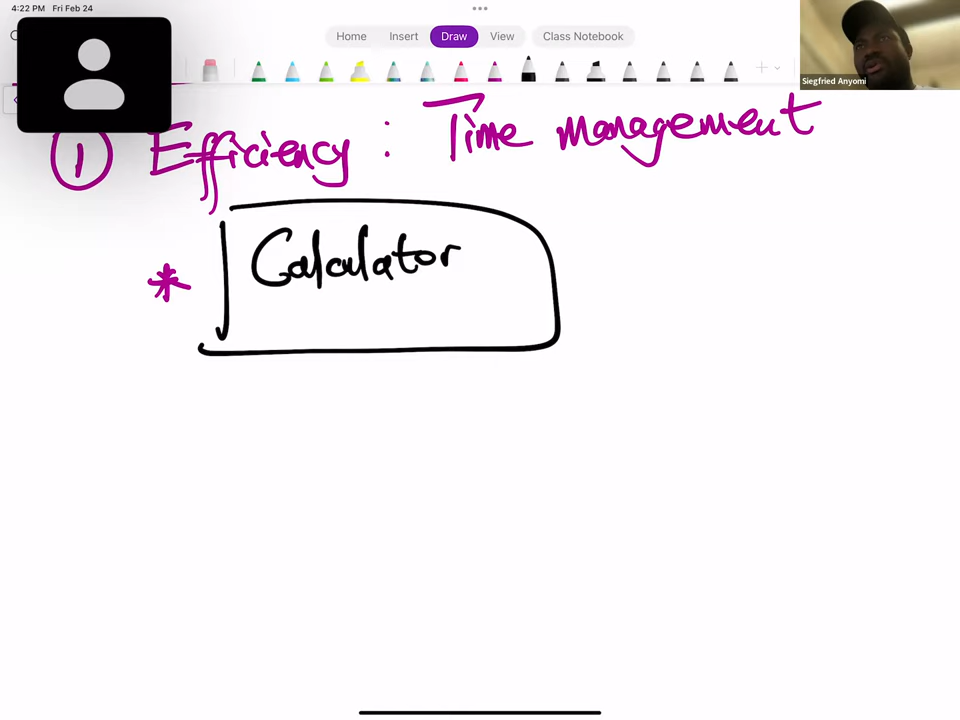 4:22 PM Fri Feb 24
Home Insert Draw View Class Notebook
Siegfried Anyomi
① Efficiency : Time management
* Calculator